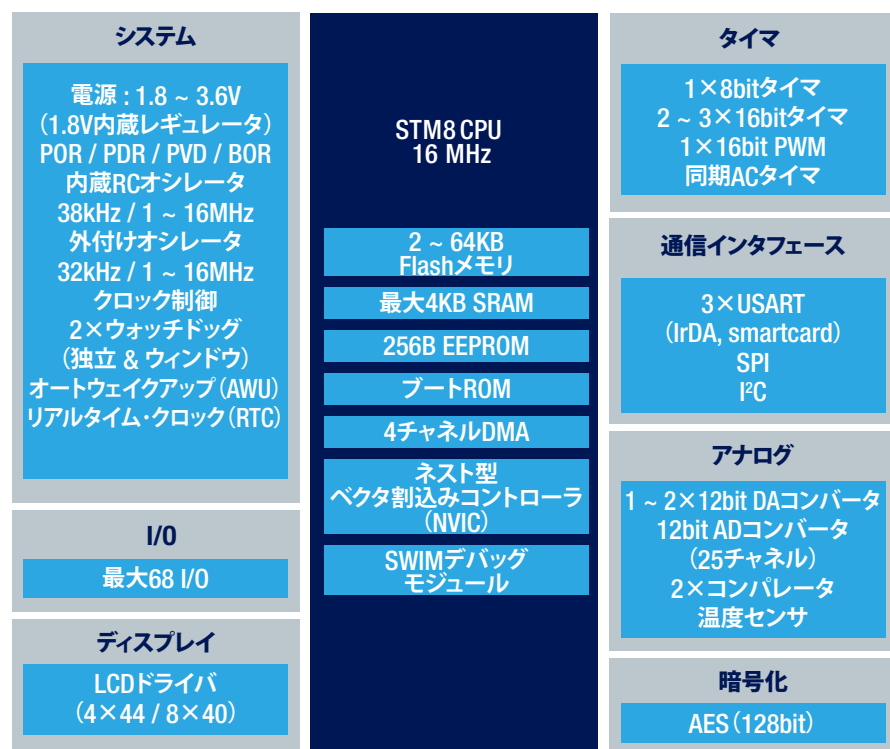 システム
電源 : 1.8 ~ 3.6V
(1.8V内蔵レギュレータ)
POR / PDR / PVD / BOR
内蔵RCオシレータ
38kHz / 1 ~ 16MHz
外付けオシレータ
32kHz / 1 ~ 16MHz
クロック制御
2×ウォッチドッグ
(独立 & ウィンドウ)
オートウェイクアップ(AWU)
リアルタイム・クロック(RTC)
I/O
最大68 I/O
ディスプレイ
LCDドライバ
(4×44 / 8×40)
STM8 CPU
16 MHz
2 ~ 64KB
Flashメモリ
最大4KB SRAM
256B EEPROM
ブートROM
4チャネルDMA
ネスト型
ベクタ割込みコントローラ
(NVIC)
SWIMデバッグ
モジュール
タイマ
1×8bitタイマ
2 ~ 3×16bitタイマ
1×16bit PWM
同期ACタイマ
通信インタフェース
3×USART
(IrDA, smartcard)
SPI
I²C
アナログ
1 ~ 2×12bit DAコンバータ
12bit ADコンバータ
(25チャネル)
2×コンパレータ
温度センサ
暗号化
AES(128bit)